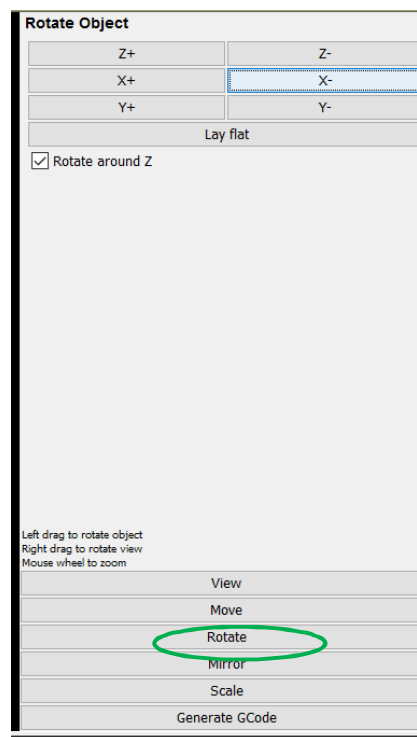 Rotate Object
Z+ Z-
X+ X-
Y+ Y-
Lay flat
Rotate around Z
Left drag to rotate object
Right drag to rotate view
Mouse wheel to zoom
View
Move
Rotate
Mirror
Scale
Generate GCode